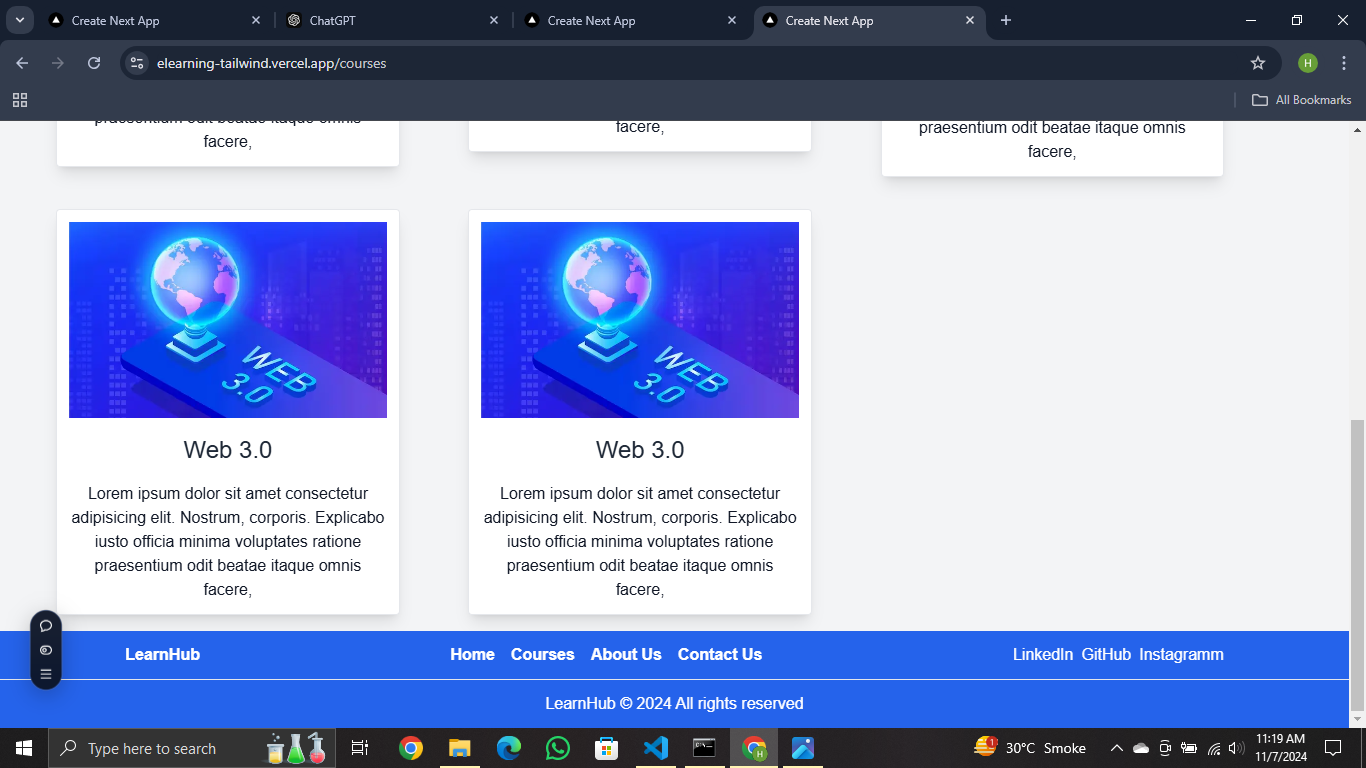 Create Next App
ChatGPT
Create Next App
Create Next App
elearning-tailwind.vercel.app/courses
H
All Bookmarks
praesentium odit beatae itaque omnis
facere,
facere,
praesentium odit beatae itaque omnis
facere,
WEB
3.0
Web 3.0
Lorem ipsum dolor sit amet consectetur
adipisicing elit. Nostrum, corporis. Explicabo
iusto officia minima voluptates ratione
praesentium odit beatae itaque omnis
facere,
WEB
3.0
Web 3.0
Lorem ipsum dolor sit amet consectetur
adipisicing elit. Nostrum, corporis. Explicabo
iusto officia minima voluptates ratione
praesentium odit beatae itaque omnis
facere,
LearnHub
Home Courses About Us Contact Us
LinkedIn GitHub Instagramm
LearnHub © 2024 All rights reserved
Type here to search
H
1
30°C Smoke
11:19 AM
11/7/2024